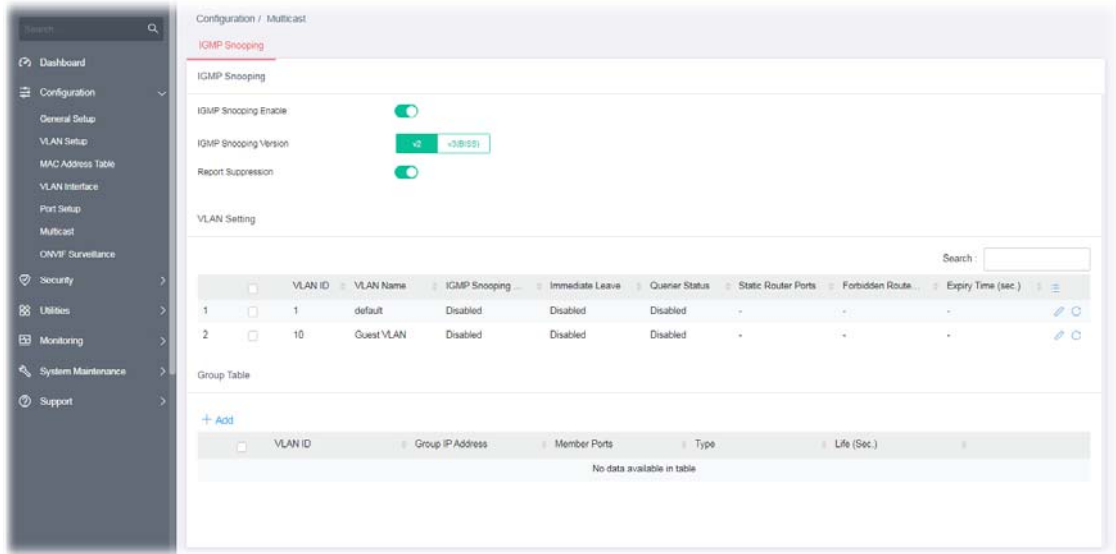 Search
Configuration / Multicast
IGMP Snooping
Dashboard
Configuration
General Setup
VLAN Setup
MAC Address Table
VLAN Interface
Port Setup
Multicast
ONVIF Surveillance
Security
Utilities
Monitoring
System Maintenance
Support
IGMP Snooping
IGMP Snooping Enable
IGMP Snooping Version v2 v3(BISS)
Report Suppression
VLAN Setting
Search :
VLAN ID VLAN Name IGMP Snooping ... Immediate Leave Querier Status Static Router Ports Forbidden Route... Expiry Time (sec.)
1 1 default Disabled Disabled Disabled - - -
2 10 Guest VLAN Disabled Disabled Disabled - - -
Group Table
+ Add
VLAN ID Group IP Address Member Ports Type Life (Sec.)
No data available in table